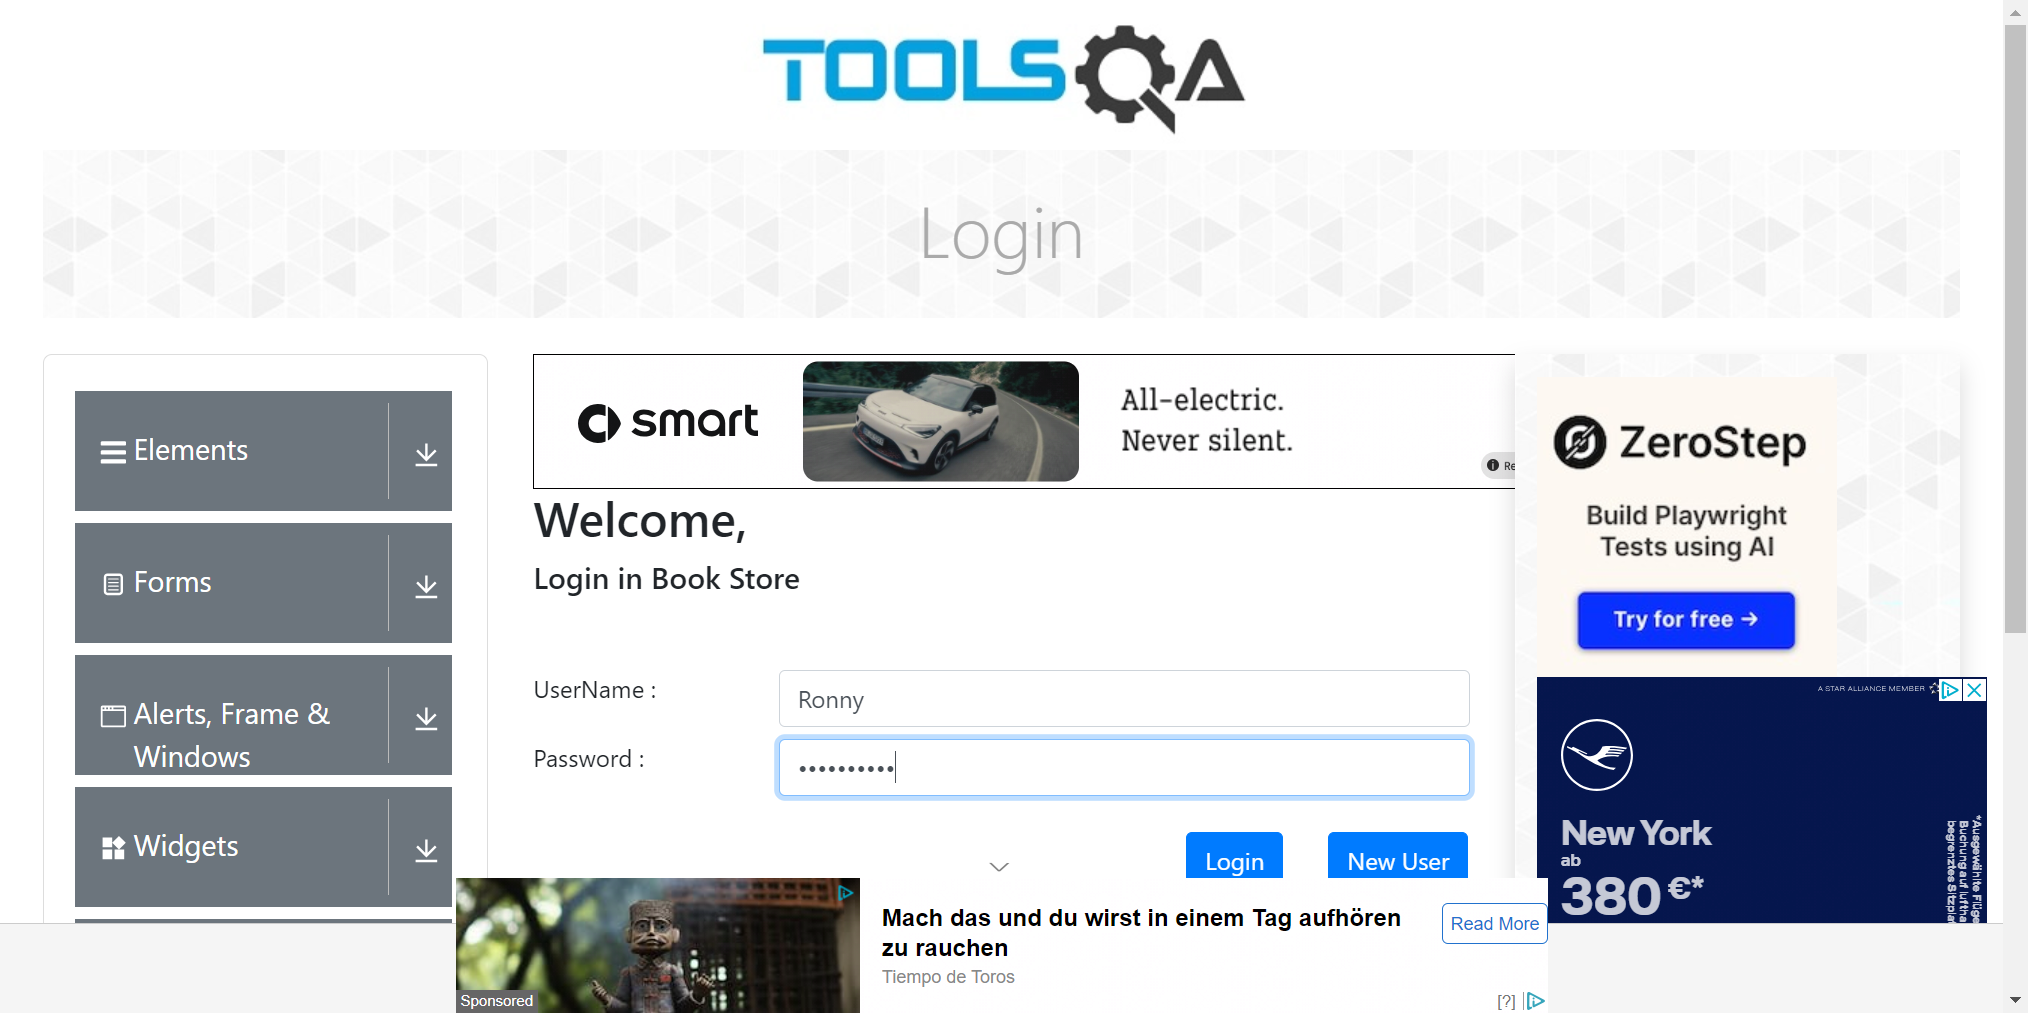 TOOLSQA
Login
Elements
Forms
Alerts, Frame &
Windows
Widgets
smart
All-electric.
Never silent.
Re
Welcome,
Login in Book Store
UserName :
Ronny
Password :
••••••••••
Login
New User
ZeroStep
Build Playwright
Tests using AI
Try for free →
A STAR ALLIANCE MEMBER
New York
ab
380 €*
*Ausgewählte Flüge
Buchung auf luftha
begrenztes Sitzpla
Mach das und du wirst in einem Tag aufhören
zu rauchen
Tiempo de Toros
Read More
Sponsored
[?]